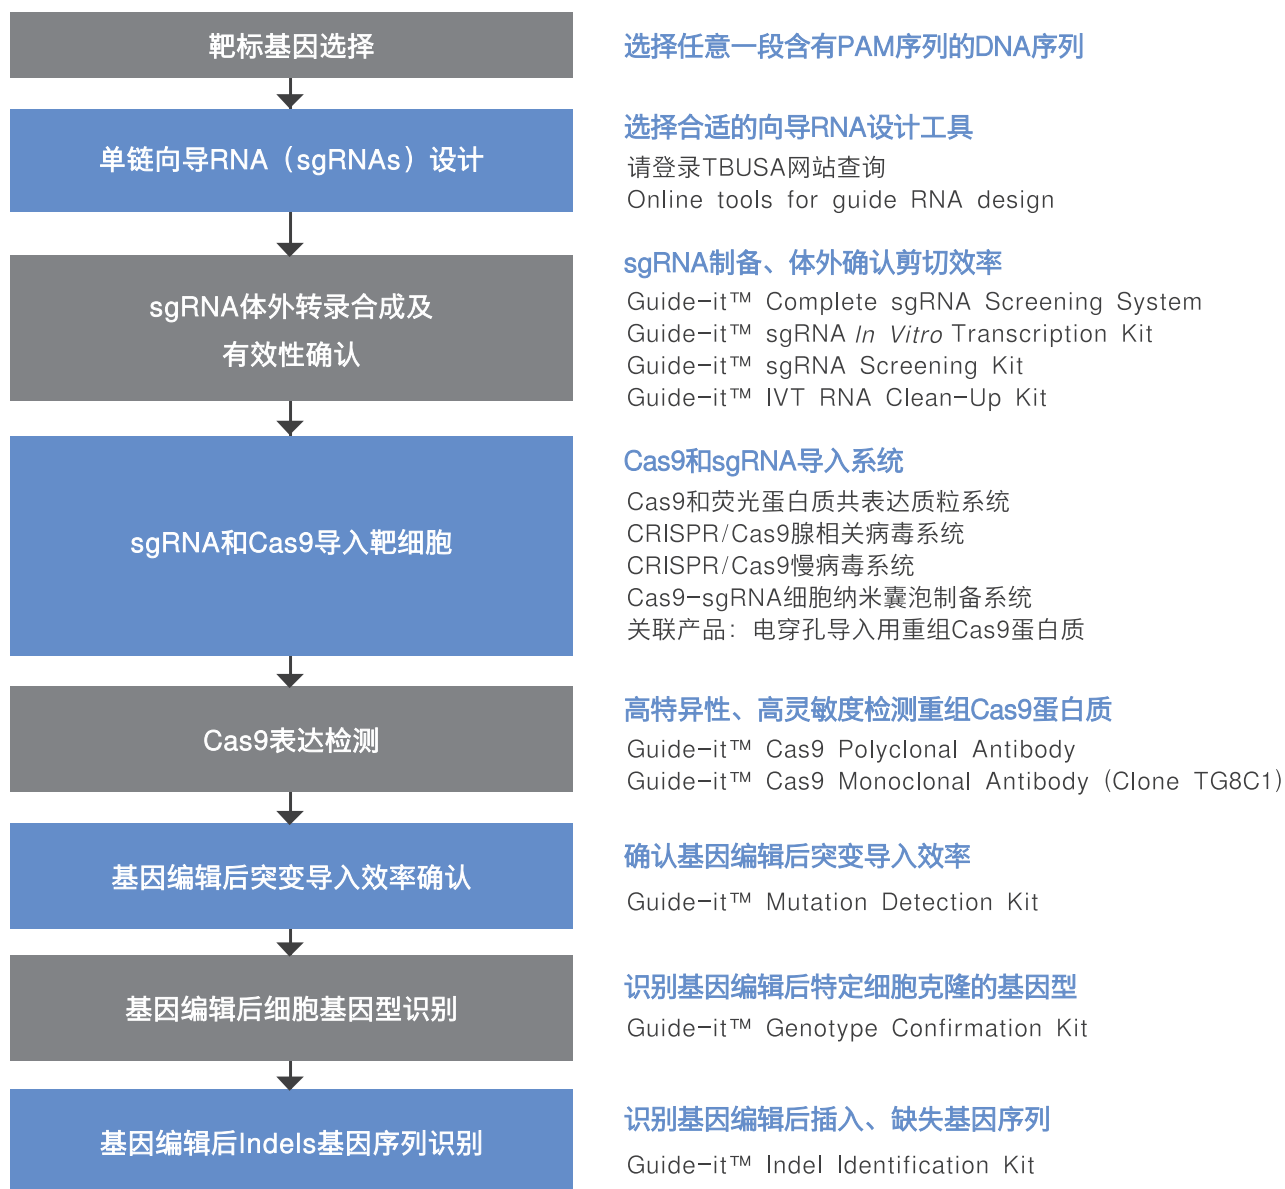 靶标基因选择
选择任意一段含有PAM序列的DNA序列
单链向导RNA（sgRNAs）设计
选择合适的向导RNA设计工具
请登录TBUSA网站查询
Online tools for guide RNA design
sgRNA体外转录合成及
有效性确认
sgRNA制备、体外确认剪切效率
Guide-it™ Complete sgRNA Screening System
Guide-it™ sgRNA In Vitro Transcription Kit
Guide-it™ sgRNA Screening Kit
Guide-it™ IVT RNA Clean-Up Kit
sgRNA和Cas9导入靶细胞
Cas9和sgRNA导入系统
Cas9和荧光蛋白质共表达质粒系统
CRISPR/Cas9腺相关病毒系统
CRISPR/Cas9慢病毒系统
Cas9-sgRNA细胞纳米囊泡制备系统
关联产品：电穿孔导入用重组Cas9蛋白质
Cas9表达检测
高特异性、高灵敏度检测重组Cas9蛋白质
Guide-it™ Cas9 Polyclonal Antibody
Guide-it™ Cas9 Monoclonal Antibody (Clone TG8C1)
基因编辑后突变导入效率确认
确认基因编辑后突变导入效率
Guide-it™ Mutation Detection Kit
基因编辑后细胞基因型识别
识别基因编辑后特定细胞克隆的基因型
Guide-it™ Genotype Confirmation Kit
基因编辑后Indels基因序列识别
识别基因编辑后插入、缺失基因序列
Guide-it™ Indel Identification Kit